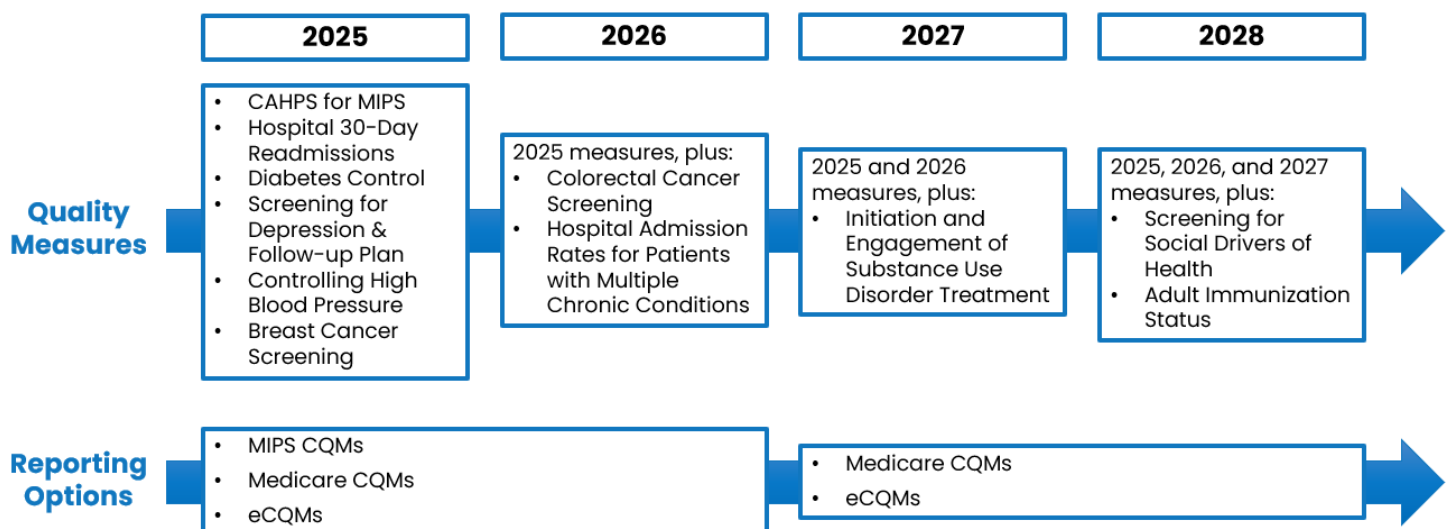 2025
2026
2027
2028
Quality
Measures
• CAHPS for MIPS
• Hospital 30-Day
Readmissions
• Diabetes Control
• Screening for
Depression &
Follow-up Plan
• Controlling High
Blood Pressure
• Breast Cancer
Screening
2025 measures, plus:
• Colorectal Cancer
Screening
• Hospital Admission
Rates for Patients
with Multiple
Chronic Conditions
2025 and 2026
measures, plus:
• Initiation and
Engagement of
Substance Use
Disorder Treatment
2025, 2026, and 2027
measures, plus:
• Screening for
Social Drivers of
Health
• Adult Immunization
Status
Reporting
Options
• MIPS CQMs
• Medicare CQMs
• eCQMs
• Medicare CQMs
• eCQMs